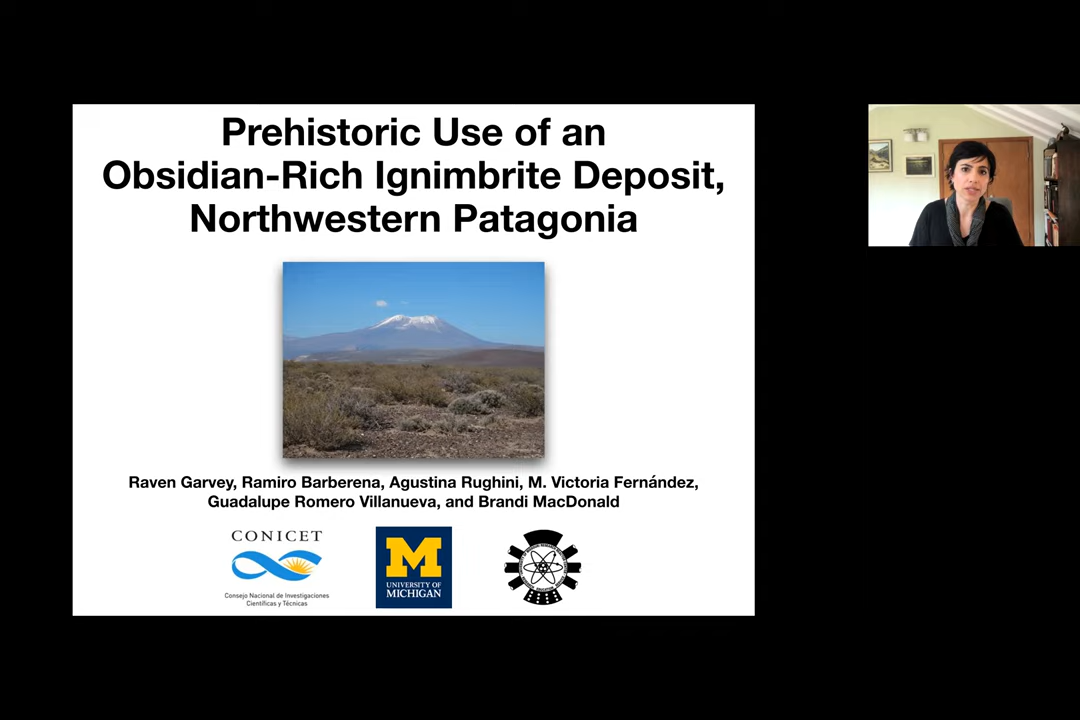 Prehistoric Use of an
Obsidian-Rich Ignimbrite Deposit,
Northwestern Patagonia
Raven Garvey, Ramiro Barberena, Agustina Rughini, M. Victoria Fernández,
Guadalupe Romero Villanueva, and Brandi MacDonald
CONICET
Consejo Nacional de Investigaciones
Científicas y Técnicas
M
UNIVERSITY OF
MICHIGAN